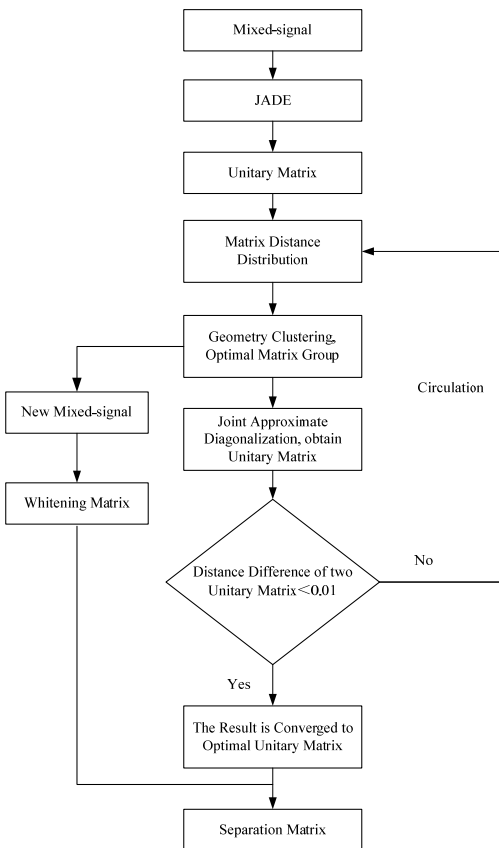 Mixed-signal
JADE
Unitary Matrix
Matrix Distance
Distribution
Geometry Clustering,
Optimal Matrix Group
Circulation
New Mixed-signal
Joint Approximate
Diagonalization, obtain
Unitary Matrix
Whitening Matrix
Distance Difference of two
Unitary Matrix<0.01
No
Yes
The Result is Converged to
Optimal Unitary Matrix
Separation Matrix